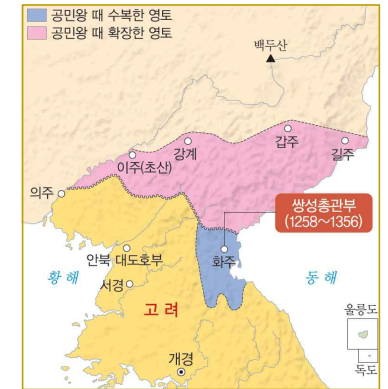 공민왕 때 수복한 영토
공민왕 때 확장한 영토
백두산
갑주
강계
길주
이주(초산)
의주
쌍성총관부
(1258~1356)
안북 대도호부
화주
황해
동해
서경
고려
울릉도
독도
개경